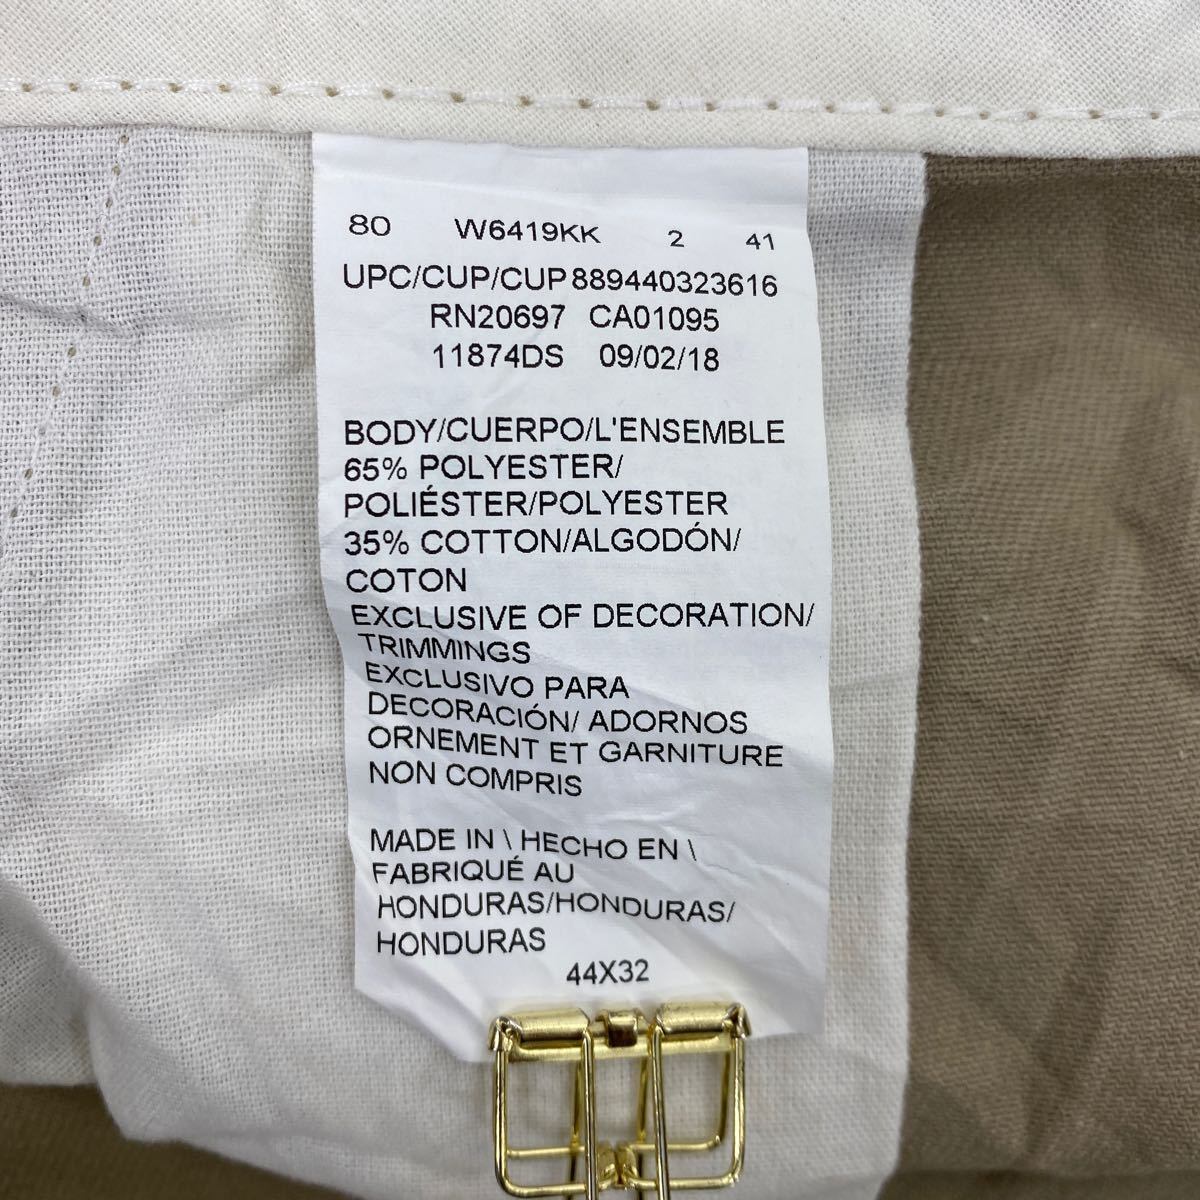 80 W6419KK 2 41
UPC/CUP/CUP889440323616
RN20697 CA01095
11874DS 09/02/18
BODY/CUERPO/L'ENSEMBLE
65% POLYESTER/
POLIÉSTER/POLYESTER
35% COTTON/ALGODÓN/
COTON
EXCLUSIVE OF DECORATION/
TRIMMINGS
EXCLUSIVO PARA
DECORACIÓN/ ADORNOS
ORNEMENT ET GARNITURE
NON COMPRIS
MADE IN \ HECHO EN \
FABRIQUÉ AU
HONDURAS/HONDURAS/
HONDURAS
44X32